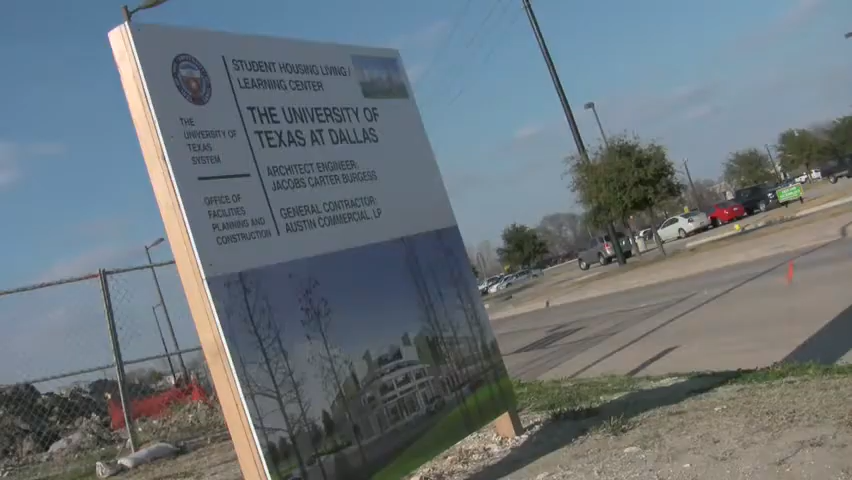 STUDENT HOUSING LIVING/
LEARNING CENTER
THE UNIVERSITY OF
TEXAS AT DALLAS
ARCHITECT ENGINEER:
JACOBS CARTER BURGESS
GENERAL CONTRACTOR:
AUSTIN COMMERCIAL, LP
THE
UNIVERSITY OF
TEXAS
SYSTEM
OFFICE OF
FACILITIES
PLANNING AND
CONSTRUCTION